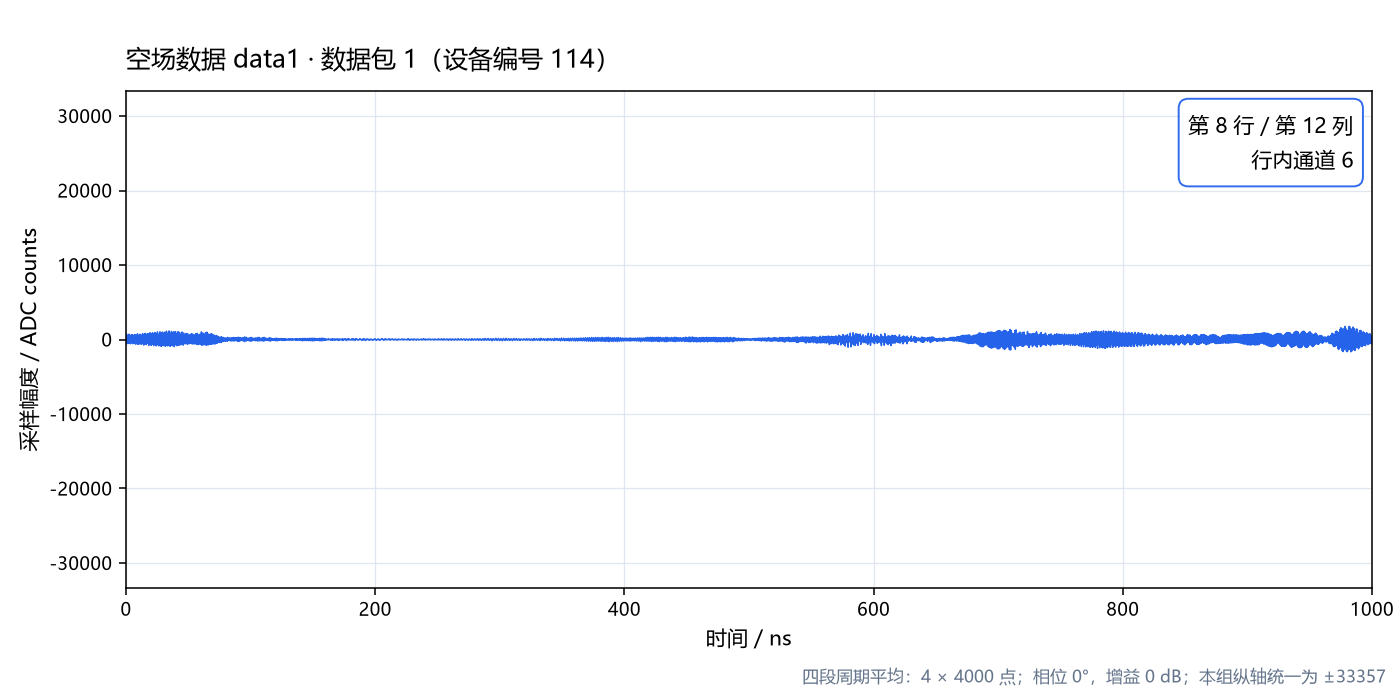 空场数据 data1 · 数据包 1（设备编号 114）
第 8 行 / 第 12 列
行内通道 6
采样幅度 / ADC counts
30000
20000
10000
0
-10000
-20000
-30000
0 200 400 600 800 1000
时间 / ns
四段周期平均：4 × 4000 点；相位 0°，增益 0 dB；本组纵轴统一为 ±33357